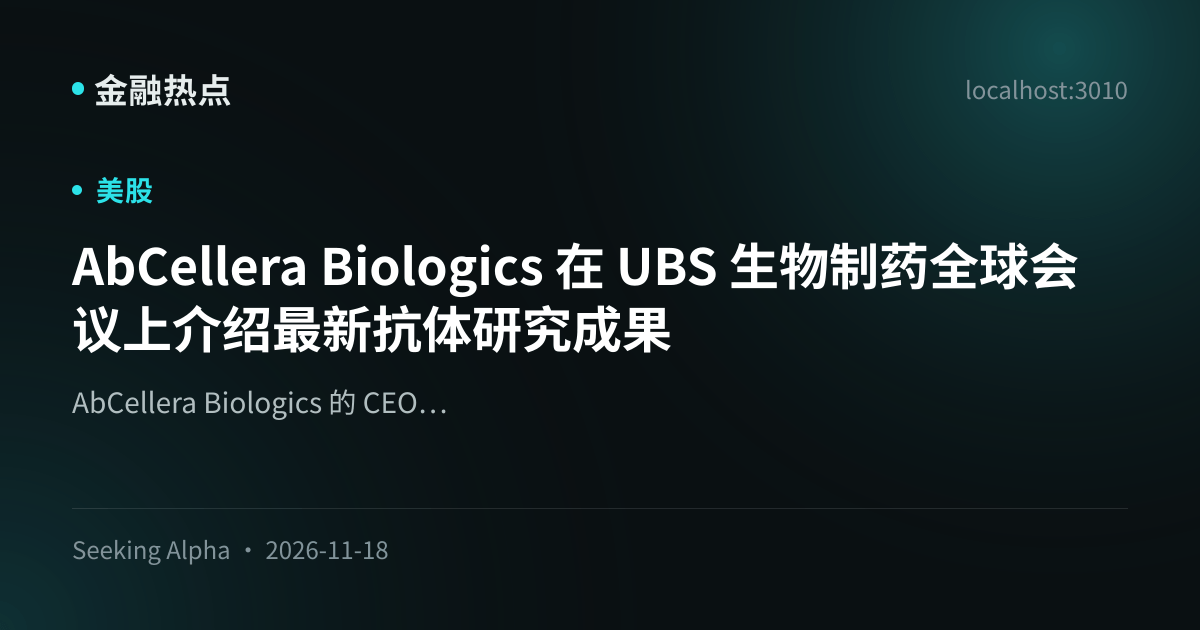 金融热点
localhost:3010
美股
AbCellera Biologics 在 UBS 生物制药全球会
议上介绍最新抗体研究成果
AbCellera Biologics 的 CEO…
Seeking Alpha • 2026-11-18